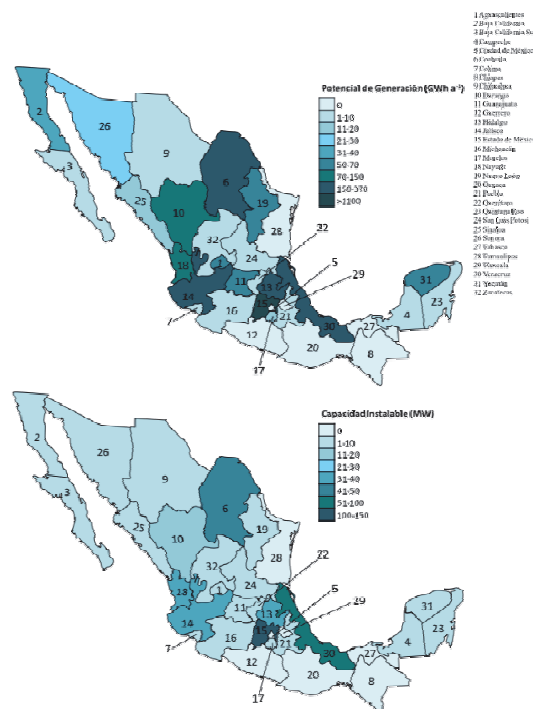 1 Aguascalientes
2 Baja California
3 Baja California Su
4 Campeche
5 Ciudad de México
6 Coahuila
7 Colima
8 Chiapas
9 Chihuahua
10 Durango
11 Guanajuato
12 Guerrero
13 Hidalgo
14 Jalisco
15 Estado de México
16 Michoacán
17 Morelos
18 Nayarit
19 Nuevo León
20 Oaxaca
21 Puebla
22 Querétaro
23 Quintana Roo
24 San Luis Potosí
25 Sinaloa
26 Sonora
27 Tabasco
28 Tamaulipas
29 Tlaxcala
30 Veracruz
31 Yucatán
32 Zacatecas
Potencial de Generación (GWh a⁻¹)
0
1-10
11-20
21-30
31-40
50-70
70-150
150-370
>1100
2
26
3
9
25
6
10
19
28
32
24
18
1
14
11
13
15
16
7
12
17
21
22
5
29
30
20
27
8
4
31
23
Capacidad Instalable (MW)
0
1-10
11-20
21-30
31-40
41-50
51-100
100-150
2
26
3
9
25
6
10
19
28
32
24
18
1
14
11
13
15
16
7
12
17
21
22
5
29
30
20
27
8
4
31
23